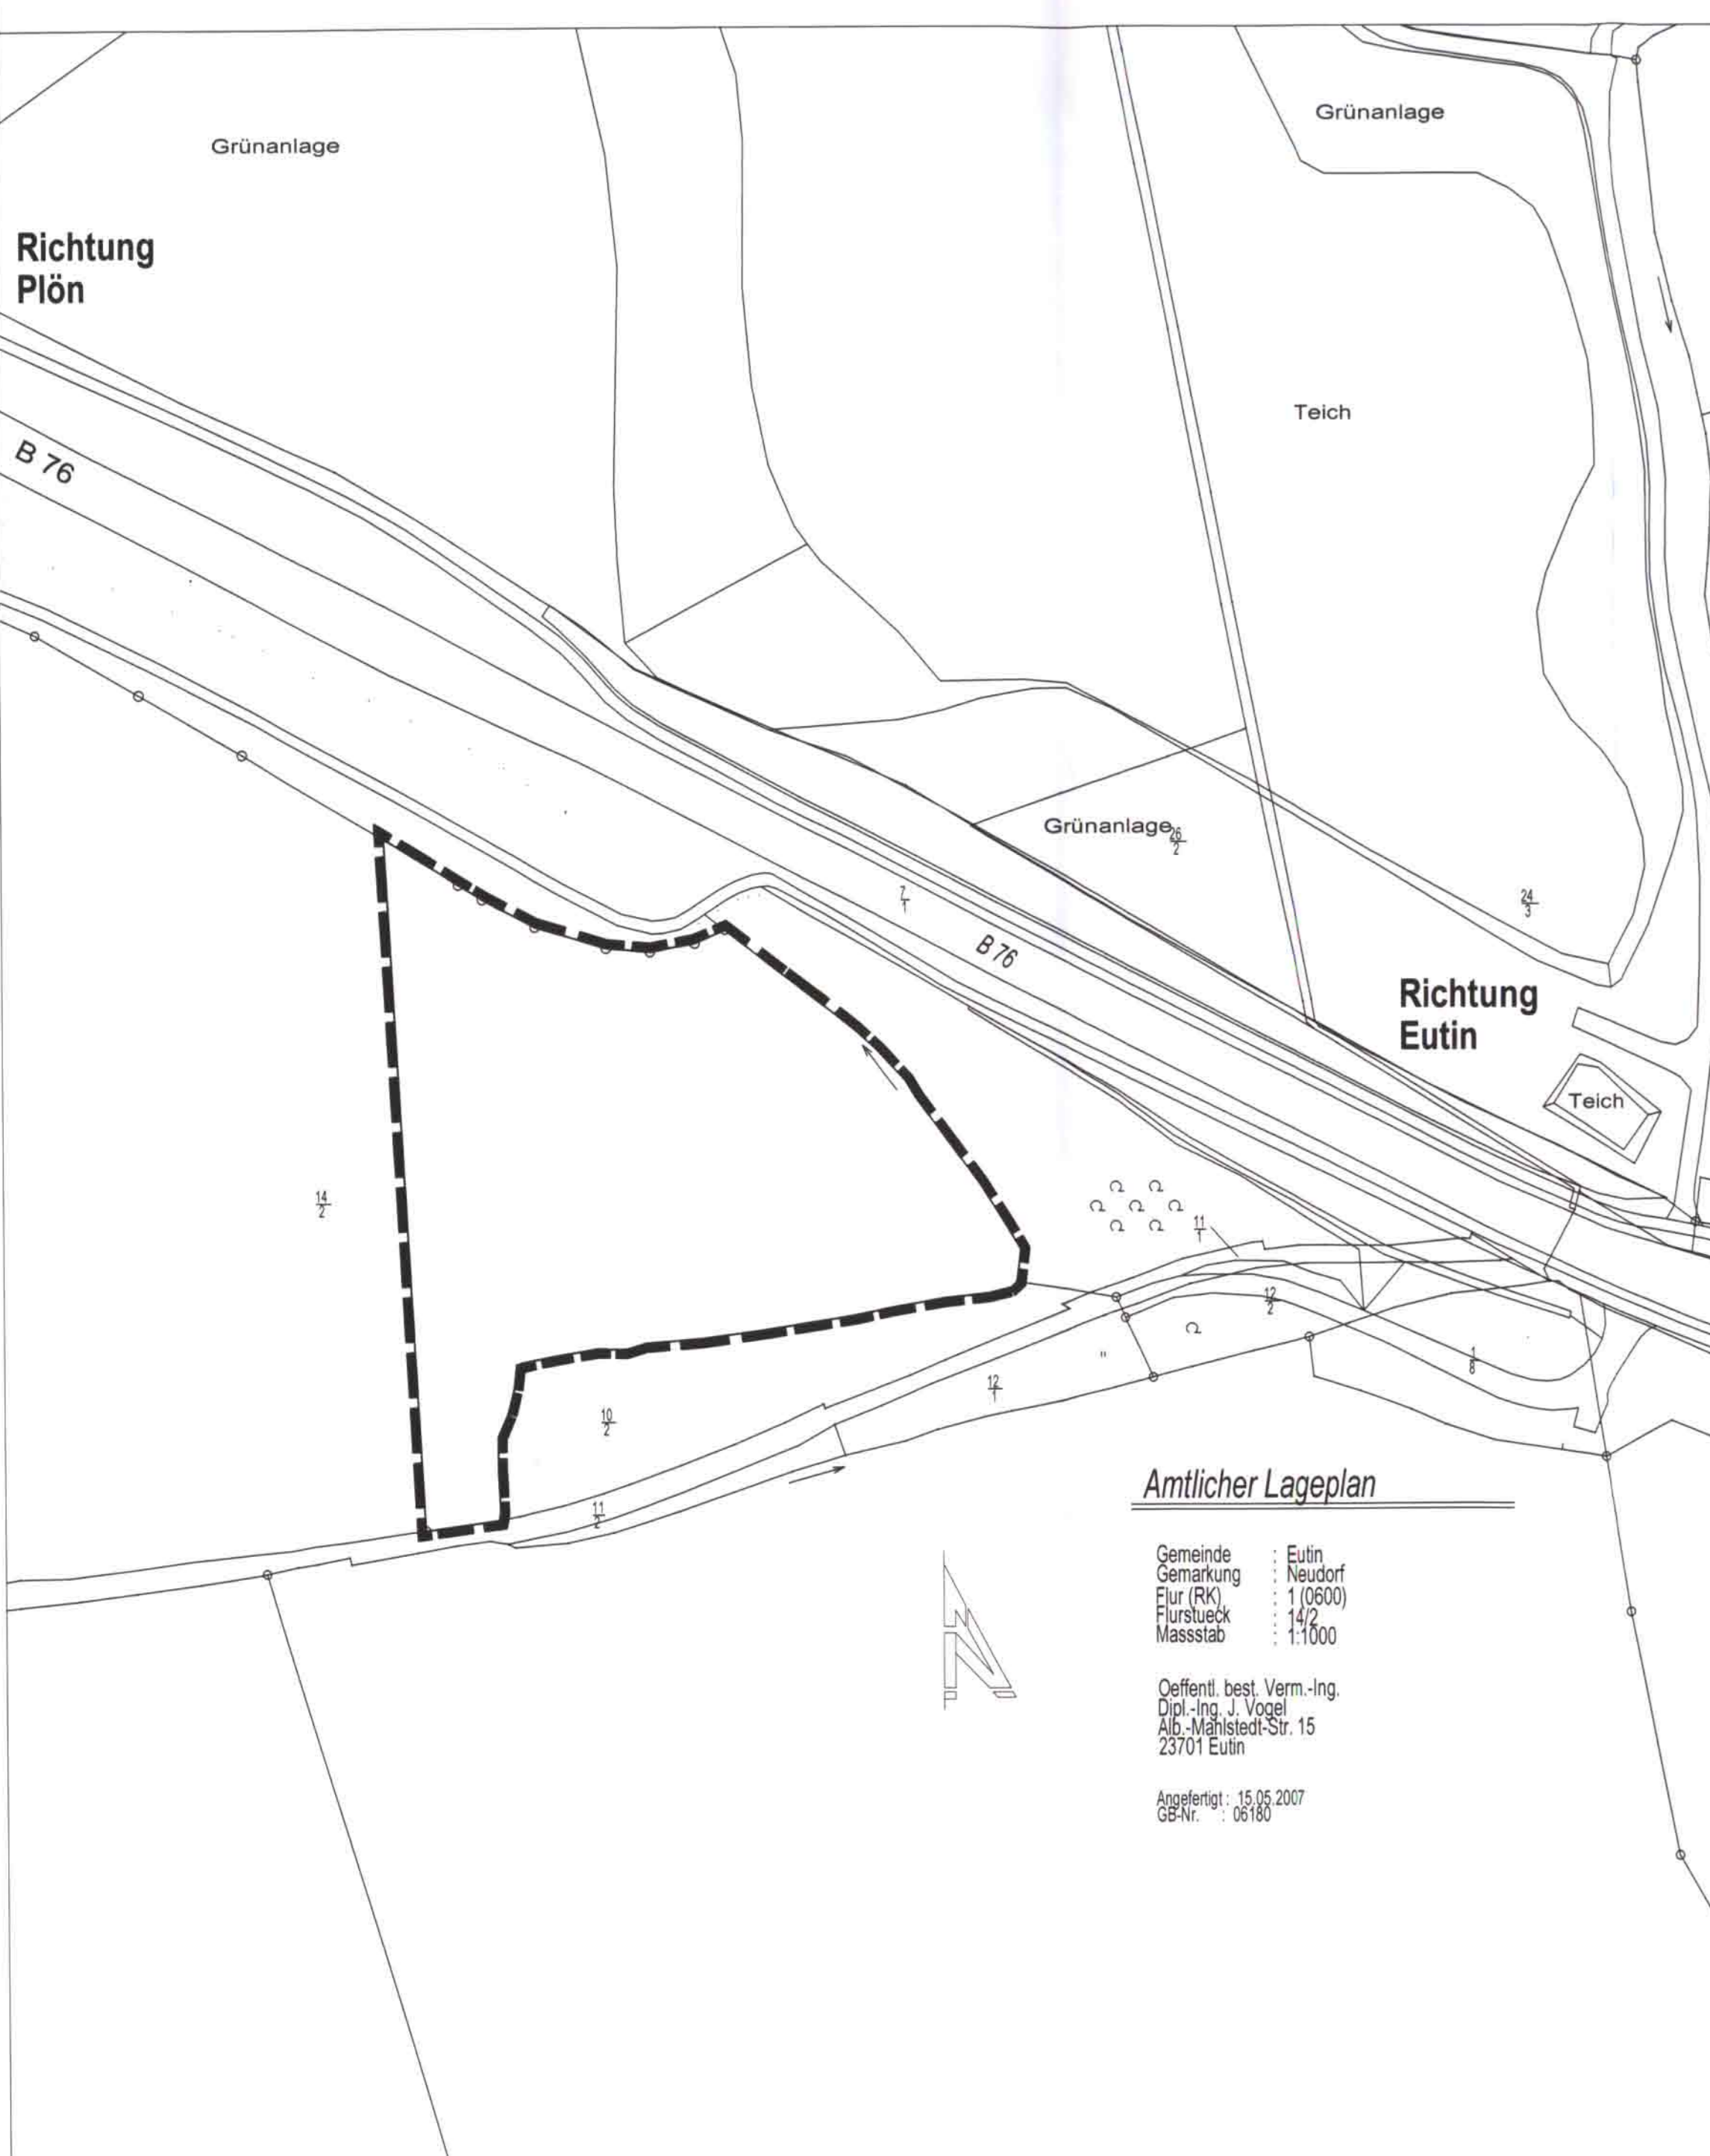 Grünanlage
Grünanlage
Richtung
Plön
Teich
B 76
Grünanlage
26
2
7
1
24
3
B 76
Richtung
Eutin
Teich
14
2
11
1
12
2
1
8
12
1
10
2
11
2
Amtlicher Lageplan
Gemeinde : Eutin
Gemarkung : Neudorf
Flur (RK) : 1 (0600)
Flurstueck : 14/2
Massstab : 1:1000
Oeffentl. best. Verm.-Ing.
Dipl.-Ing. J. Vogel
Alb.-Mahlstedt-Str. 15
23701 Eutin
Angefertigt : 15.05.2007
GB-Nr. : 06180